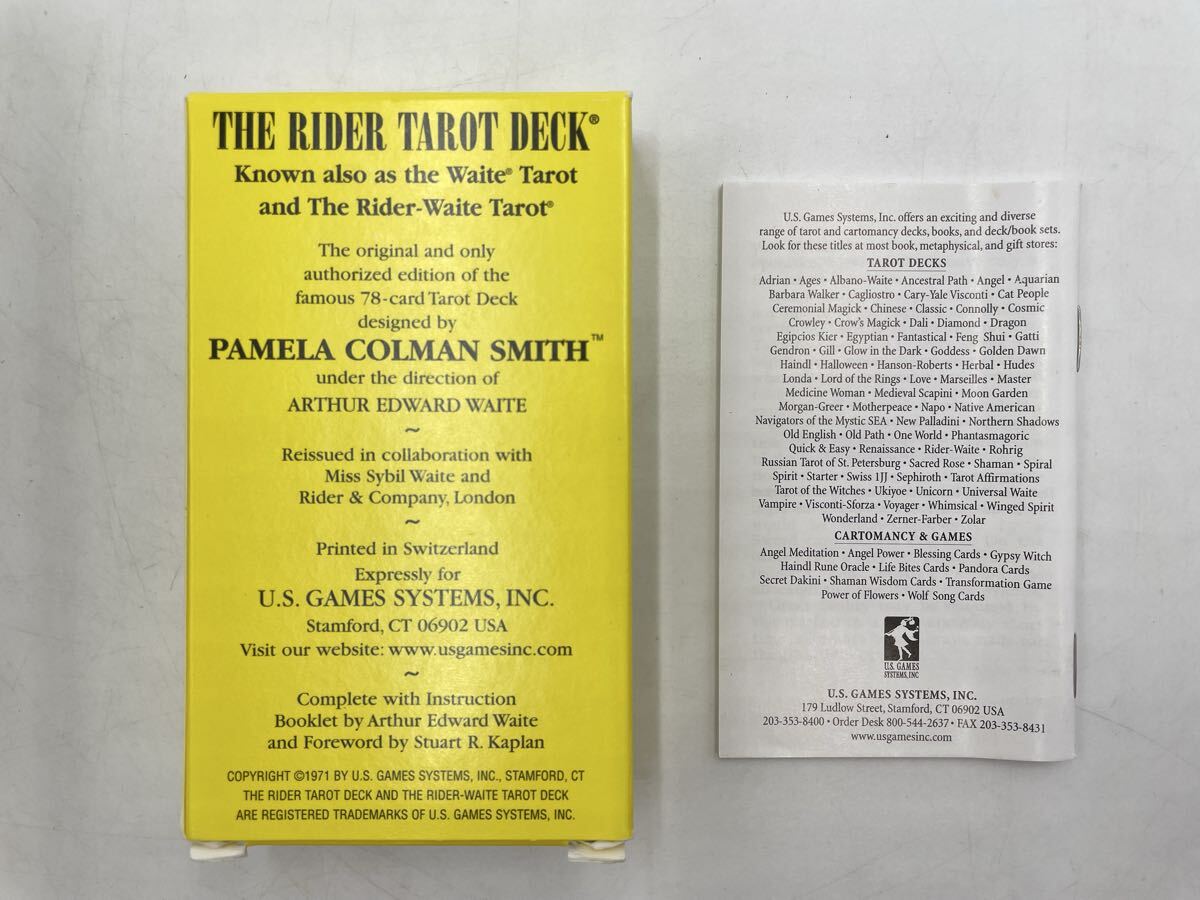 THE RIDER TAROT DECK®
Known also as the Waite® Tarot
and The Rider-Waite Tarot®
The original and only
authorized edition of the
famous 78-card Tarot Deck
designed by
PAMELA COLMAN SMITH™
under the direction of
ARTHUR EDWARD WAITE
~
Reissued in collaboration with
Miss Sybil Waite and
Rider & Company, London
~
Printed in Switzerland
Expressly for
U.S. GAMES SYSTEMS, INC.
Stamford, CT 06902 USA
Visit our website: www.usgamesinc.com
~
Complete with Instruction
Booklet by Arthur Edward Waite
and Foreword by Stuart R. Kaplan
COPYRIGHT ©1971 BY U.S. GAMES SYSTEMS, INC., STAMFORD, CT
THE RIDER TAROT DECK AND THE RIDER-WAITE TAROT DECK
ARE REGISTERED TRADEMARKS OF U.S. GAMES SYSTEMS, INC.
U.S. Games Systems, Inc. offers an exciting and diverse
range of tarot and cartomancy decks, books, and deck/book sets.
Look for these titles at most book, metaphysical, and gift stores:
TAROT DECKS
Adrian • Ages • Albano-Waite • Ancestral Path • Angel • Aquarian
Barbara Walker • Cagliostro • Cary-Yale Visconti • Cat People
Ceremonial Magick • Chinese • Classic • Connolly • Cosmic
Crowley • Crow's Magick • Dali • Diamond • Dragon
Egipcios Kier • Egyptian • Fantastical • Feng Shui • Gatti
Gendron • Gill • Glow in the Dark • Goddess • Golden Dawn
Haindl • Halloween • Hanson-Roberts • Herbal • Hudes
Londa • Lord of the Rings • Love • Marseilles • Master
Medicine Woman • Medieval Scapini • Moon Garden
Morgan-Greer • Motherpeace • Napo • Native American
Navigators of the Mystic SEA • New Palladini • Northern Shadows
Old English • Old Path • One World • Phantasmagoric
Quick & Easy • Renaissance • Rider-Waite • Rohrig
Russian Tarot of St. Petersburg • Sacred Rose • Shaman • Spiral
Spirit • Starter • Swiss 1JJ • Sephiroth • Tarot Affirmations
Tarot of the Witches • Ukiyoe • Unicorn • Universal Waite
Vampire • Visconti-Sforza • Voyager • Whimsical • Winged Spirit
Wonderland • Zerner-Farber • Zolar
CARTOMANCY & GAMES
Angel Meditation • Angel Power • Blessing Cards • Gypsy Witch
Haindl Rune Oracle • Life Bites Cards • Pandora Cards
Secret Dakini • Shaman Wisdom Cards • Transformation Game
Power of Flowers • Wolf Song Cards
U.S. GAMES
SYSTEMS, INC
U.S. GAMES SYSTEMS, INC.
179 Ludlow Street, Stamford, CT 06902 USA
203-353-8400 • Order Desk 800-544-2637 • FAX 203-353-8431
www.usgamesinc.com